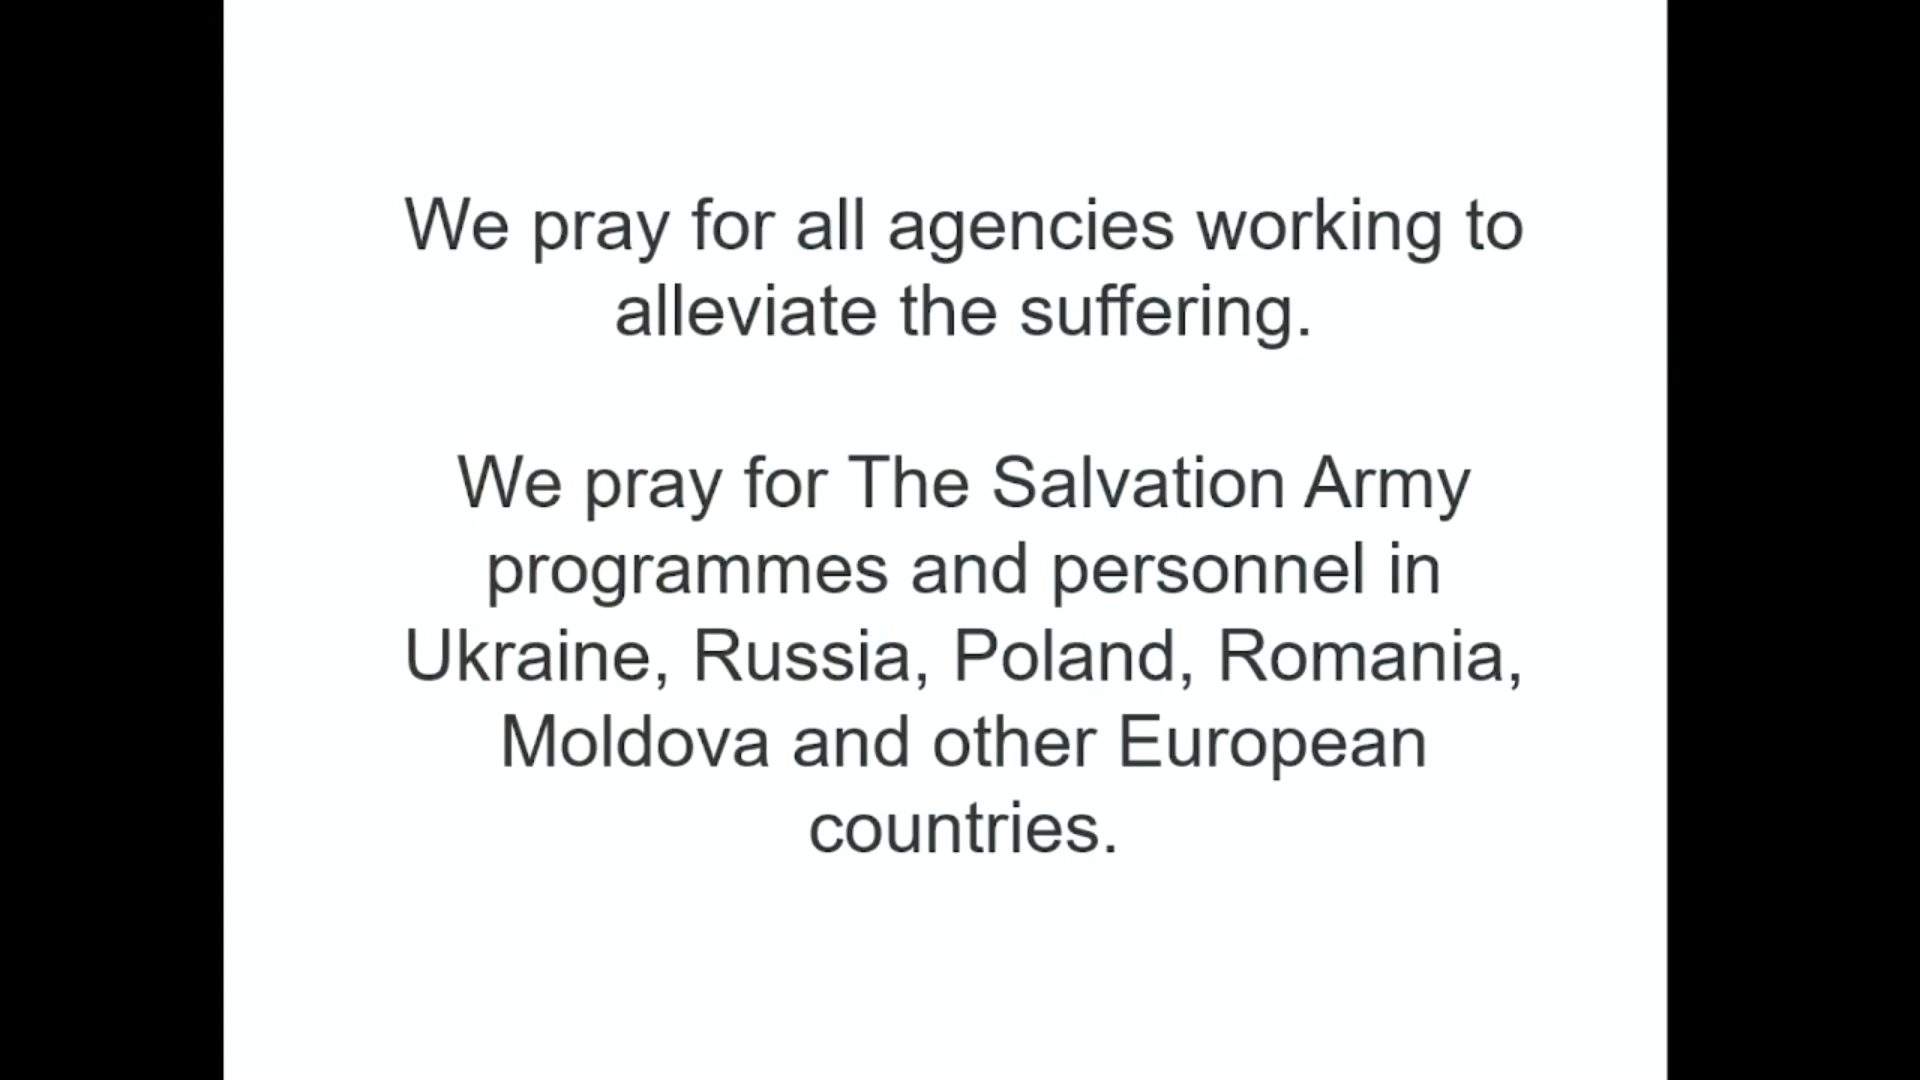 We pray for all agencies working to
alleviate the suffering.
We pray for The Salvation Army
programmes and personnel in
Ukraine, Russia, Poland, Romania,
Moldova and other European
countries.